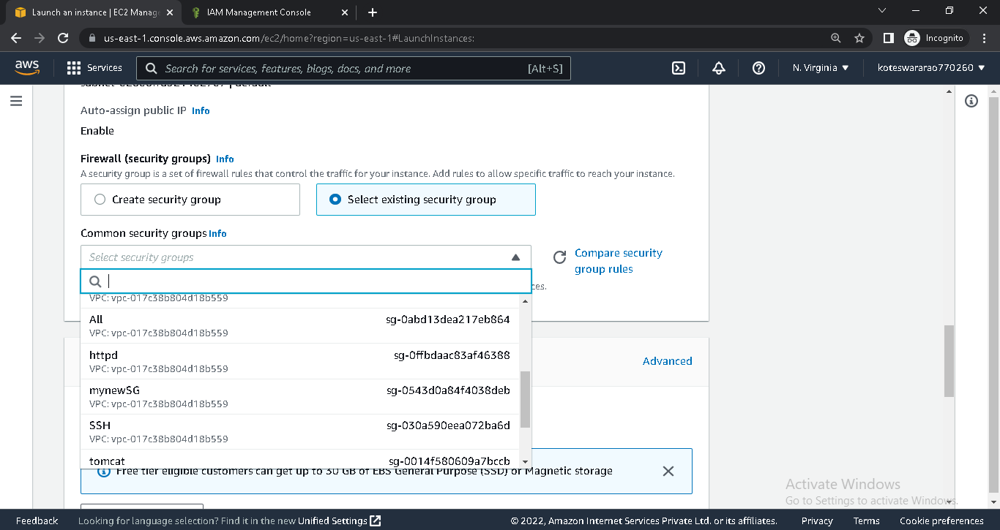 Launch an instance | EC2 Manage
IAM Management Console
us-east-1.console.aws.amazon.com/ec2/home?region=us-east-1#LaunchInstances:
Incognito
aws
Services
Search for services, features, blogs, docs, and more
[Alt+S]
N. Virginia
koteswararao770260
Auto-assign public IP Info
Enable
Firewall (security groups) Info
A security group is a set of firewall rules that control the traffic for your instance. Add rules to allow specific traffic to reach your instance.
Create security group
Select existing security group
Common security groups Info
Select security groups
Compare security
group rules
ces.
VPC: vpc-017c38b804d18b559
All sg-0abd13dea217eb864
VPC: vpc-017c38b804d18b559
httpd sg-0ffbdaac83af46388
VPC: vpc-017c38b804d18b559
Advanced
mynewSG sg-0543d0a84f4038deb
VPC: vpc-017c38b804d18b559
SSH sg-030a590eea072ba6d
VPC: vpc-017c38b804d18b559
tomcat sg-0014f580609a7bccb
Free tier eligible customers can get up to 30 GB of EBS General Purpose (SSD) or Magnetic storage
Activate Windows
Go to Settings to activate Windows.
Feedback
Looking for language selection? Find it in the new Unified Settings
© 2022, Amazon Internet Services Private Ltd. or its affiliates.
Privacy
Terms
Cookie preferences